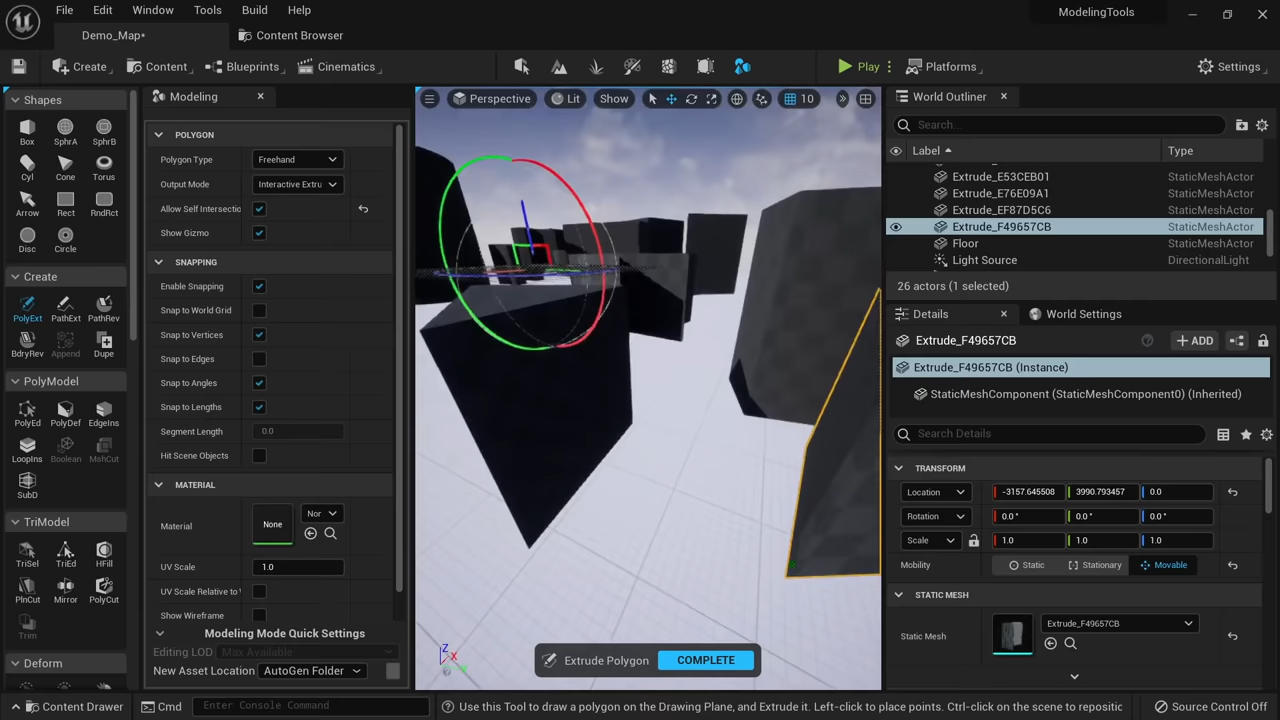 File Edit Window Tools Build Help
ModelingTools
Demo_Map*
Content Browser
Create
Content
Blueprints
Cinematics
Play
Platforms
Settings
Shapes
Box SphrA SphrB
Cyl Cone Torus
Arrow Rect RndRct
Disc Circle
Create
PolyExt PathExt PathRev
BdryRev Append Dupe
PolyModel
PolyEd PolyDef EdgeIns
LoopIns Boolean MshCut
SubD
TriModel
TriSel TriEd HFill
PlnCut Mirror PolyCut
Trim
Deform
Modeling
POLYGON
Polygon Type Freehand
Output Mode Interactive Extru
Allow Self Intersectio
Show Gizmo
SNAPPING
Enable Snapping
Snap to World Grid
Snap to Vertices
Snap to Edges
Snap to Angles
Snap to Lengths
Segment Length 0.0
Hit Scene Objects
MATERIAL
Material None Nor
UV Scale 1.0
UV Scale Relative to
Show Wireframe
Modeling Mode Quick Settings
Editing LOD Max Available
New Asset Location AutoGen Folder
Perspective Lit Show 10
Z
X
Extrude Polygon COMPLETE
World Outliner
Search...
Label Type
Extrude_E53CEB01 StaticMeshActor
Extrude_E76E09A1 StaticMeshActor
Extrude_EF87D5C6 StaticMeshActor
Extrude_F49657CB StaticMeshActor
Floor StaticMeshActor
Light Source DirectionalLight
26 actors (1 selected)
Details World Settings
Extrude_F49657CB
ADD
Extrude_F49657CB (Instance)
StaticMeshComponent (StaticMeshComponent0) (Inherited)
Search Details
TRANSFORM
Location -3157.645508 3990.793457 0.0
Rotation 0.0 ° 0.0 ° 0.0 °
Scale 1.0 1.0 1.0
Mobility Static Stationary Movable
STATIC MESH
Static Mesh Extrude_F49657CB
Content Drawer
Cmd
Enter Console Command
Use this Tool to draw a polygon on the Drawing Plane, and Extrude it. Left-click to place points. Ctrl-click on the scene to repositic
Source Control Off